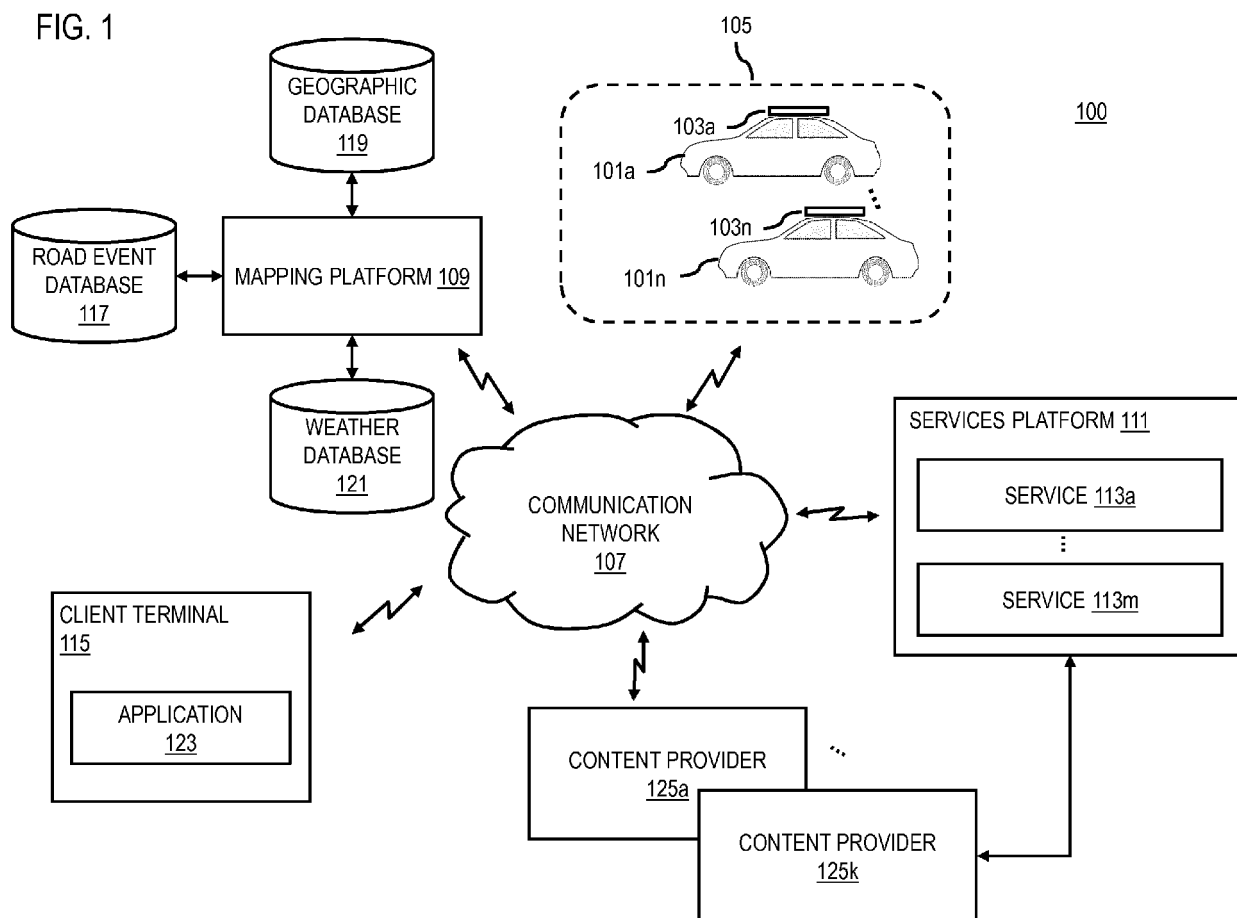 FIG. 1
105
100
GEOGRAPHIC
DATABASE
119
103a
101a
103n
101n
ROAD EVENT
DATABASE
117
MAPPING PLATFORM 109
WEATHER
DATABASE
121
SERVICES PLATFORM 111
SERVICE 113a
...
SERVICE 113m
COMMUNICATION
NETWORK
107
CLIENT TERMINAL
115
APPLICATION
123
CONTENT PROVIDER
125a
...
CONTENT PROVIDER
125k